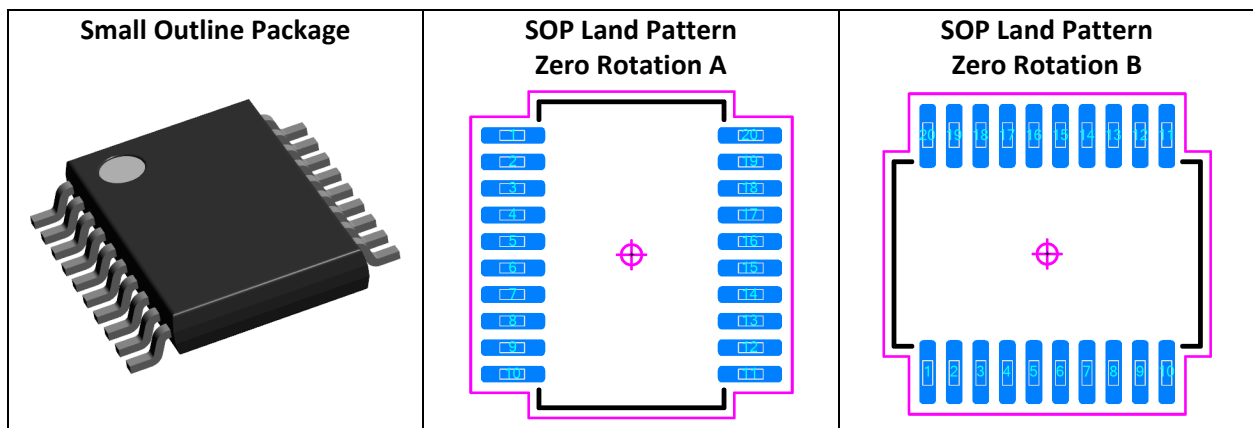 Small Outline Package
SOP Land Pattern
Zero Rotation A
SOP Land Pattern
Zero Rotation B
1 20
2 19
3 18
4 17
5 16
6 15
7 14
8 13
9 12
10 11
20 19 18 17 16 15 14 13 12 11
1 2 3 4 5 6 7 8 9 10